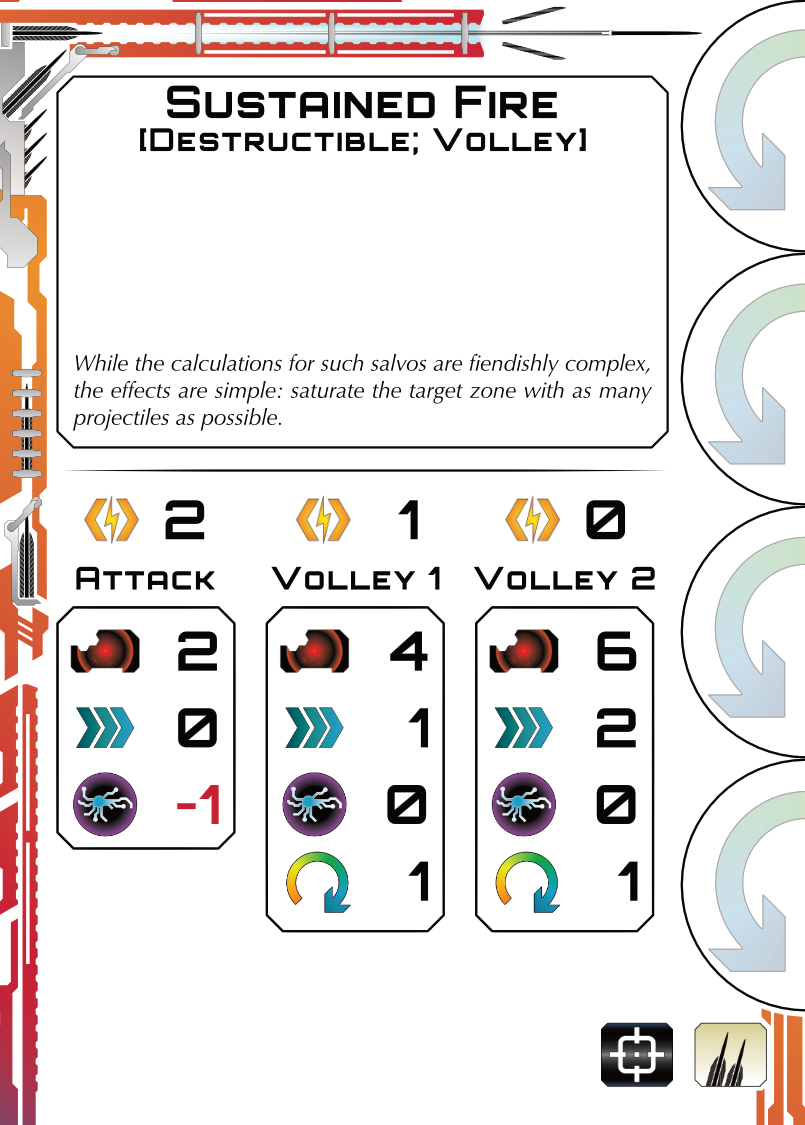 Sustained Fire
[Destructible; Volley]
While the calculations for such salvos are fiendishly complex,
the effects are simple: saturate the target zone with as many
projectiles as possible.
2 1 0
Attack Volley 1 Volley 2
2 4 6
0 1 2
-1 0 0
1 1